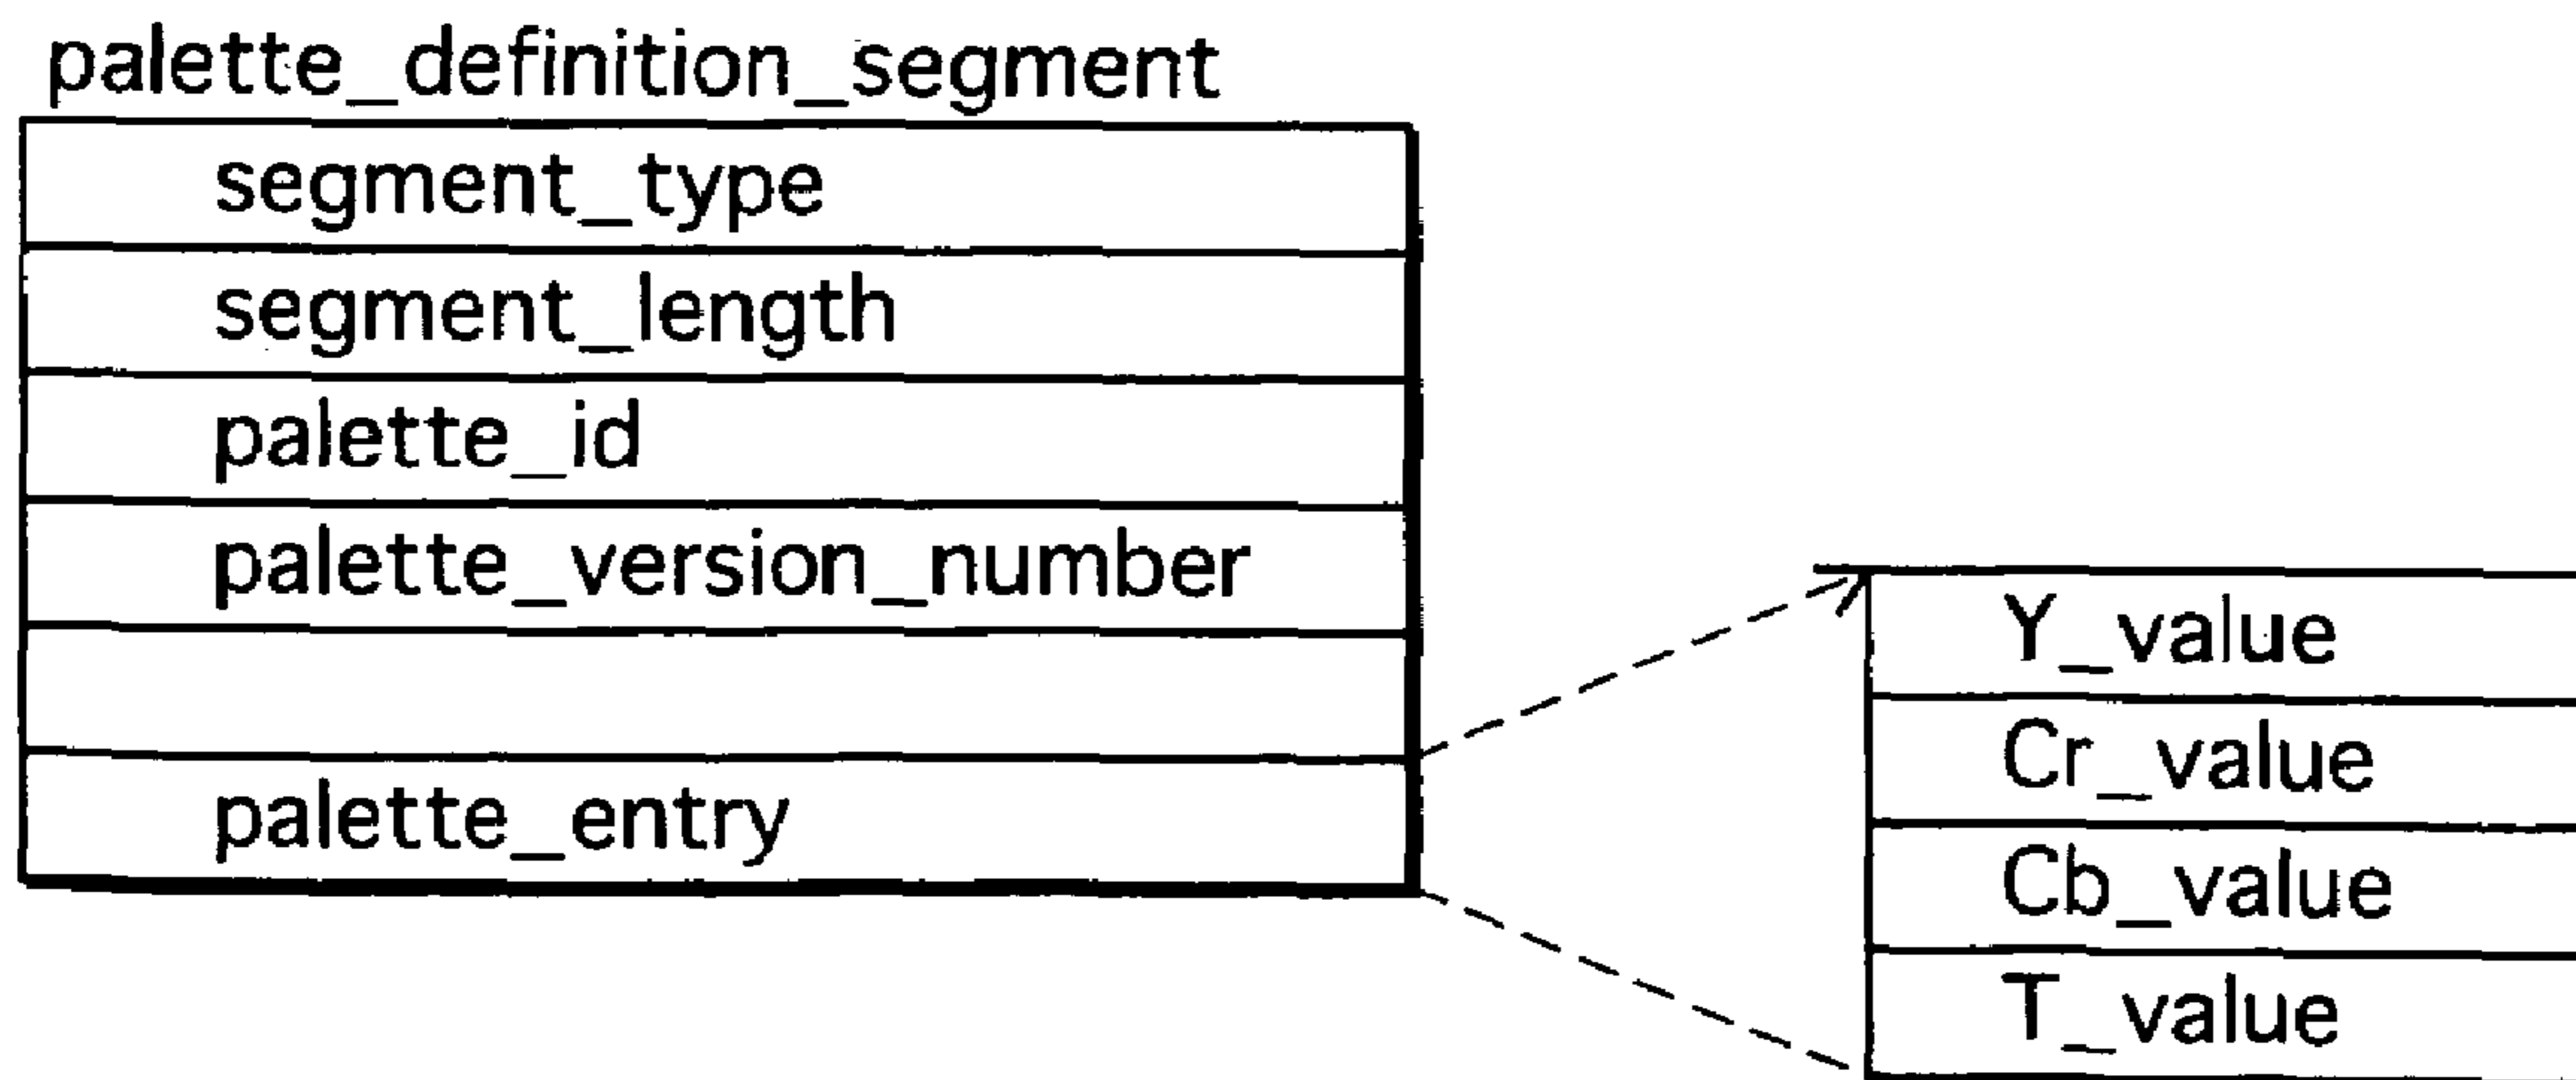 palette_definition_segment
segment_type
segment_length
palette_id
palette_version_number
palette_entry
Y_value
Cr_value
Cb_value
T_value